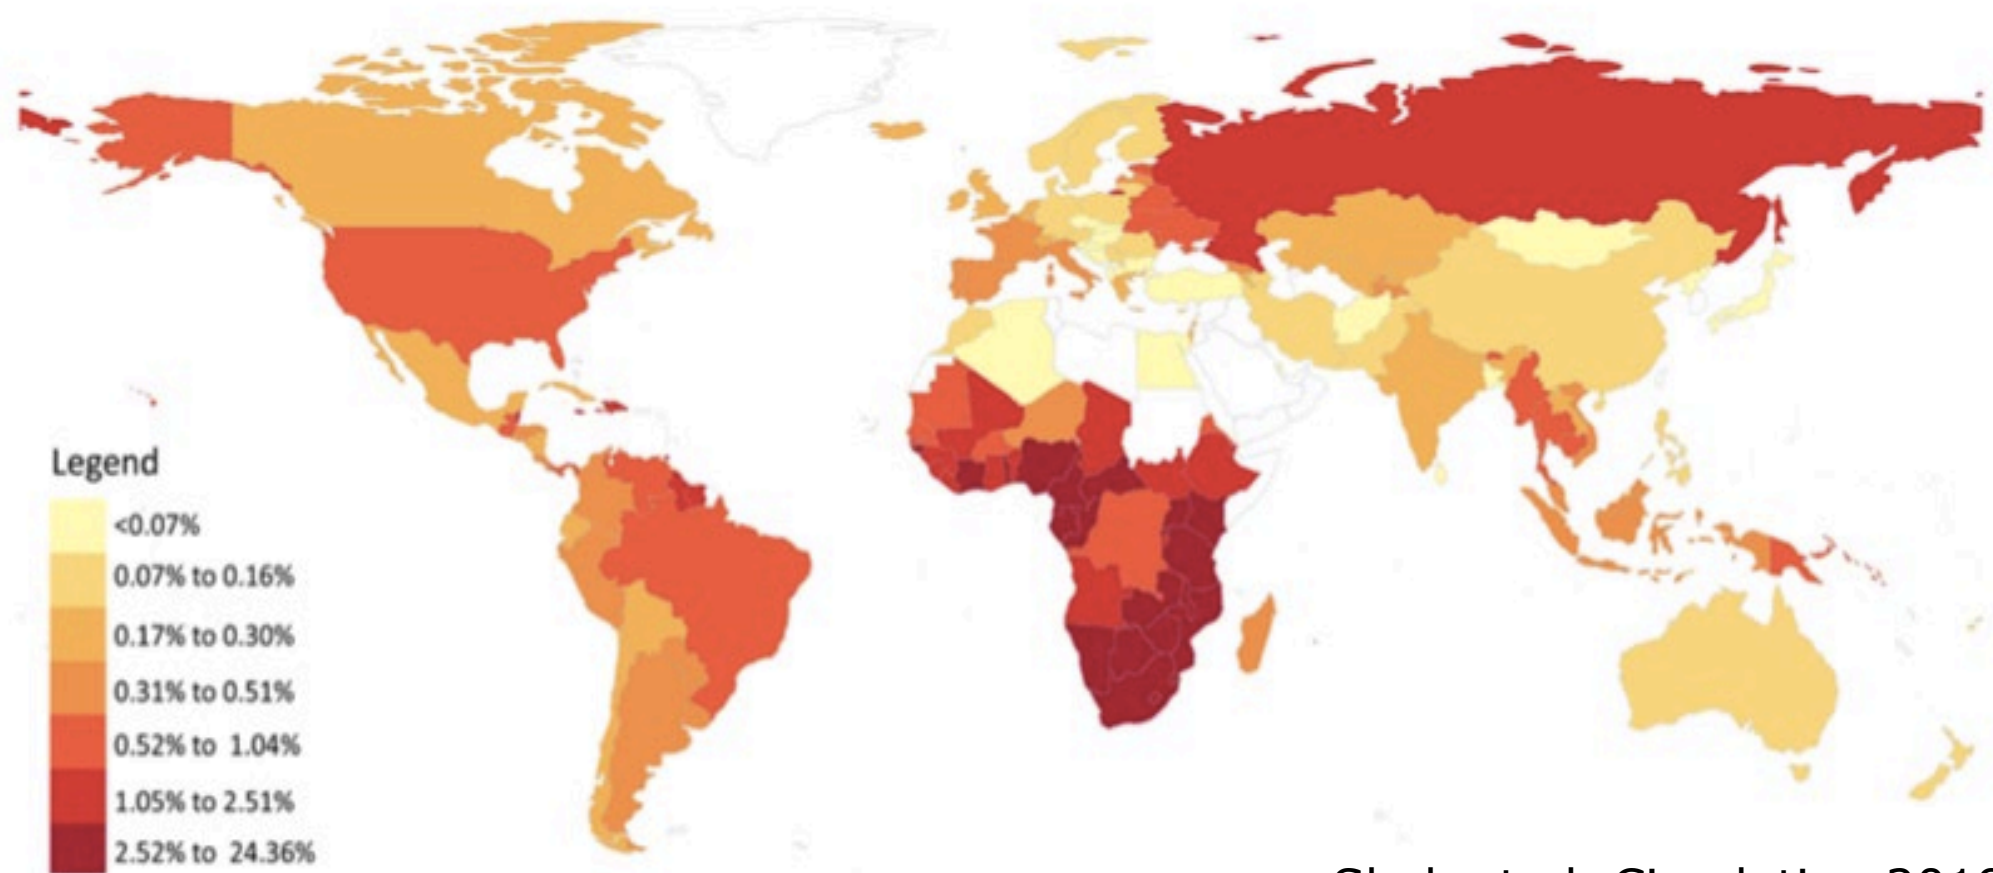 Legend
<0.07%
0.07% to 0.16%
0.17% to 0.30%
0.31% to 0.51%
0.52% to 1.04%
1.05% to 2.51%
2.52% to 24.36%